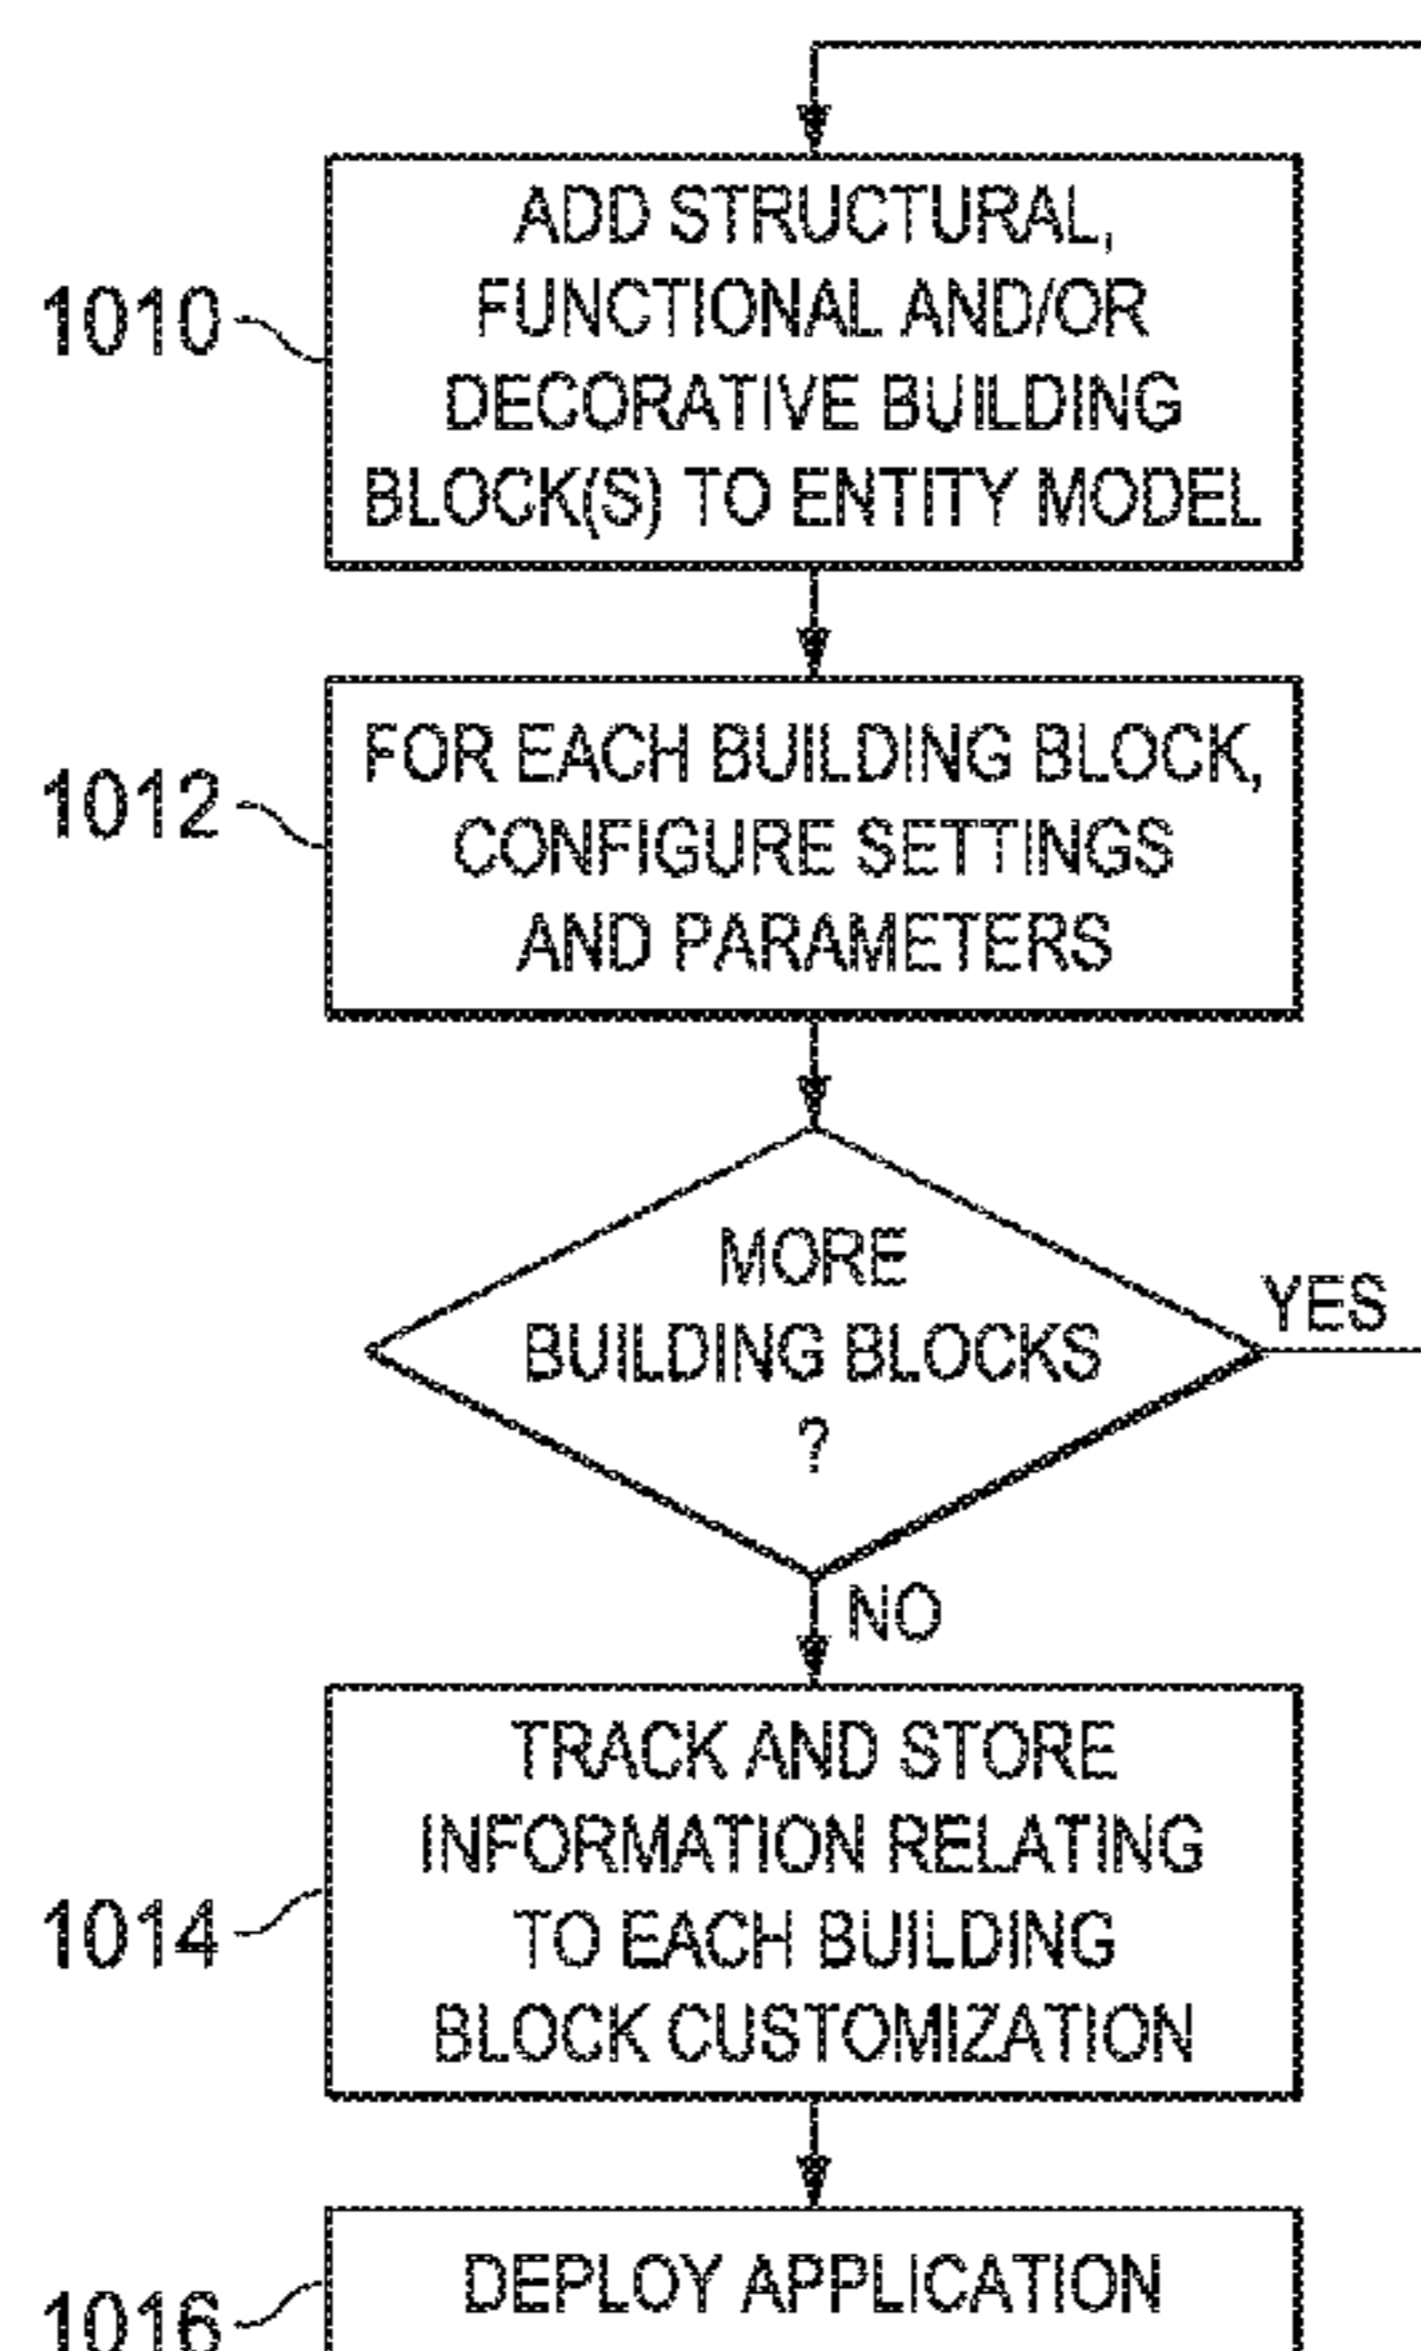 ADD STRUCTURAL,
FUNCTIONAL AND/OR
DECORATIVE BUILDING
BLOCK(S) TO ENTITY MODEL
1010
FOR EACH BUILDING BLOCK,
CONFIGURE SETTINGS
AND PARAMETERS
1012
MORE
BUILDING BLOCKS
?
YES
NO
TRACK AND STORE
INFORMATION RELATING
TO EACH BUILDING
BLOCK CUSTOMIZATION
1014
DEPLOY APPLICATION
1016